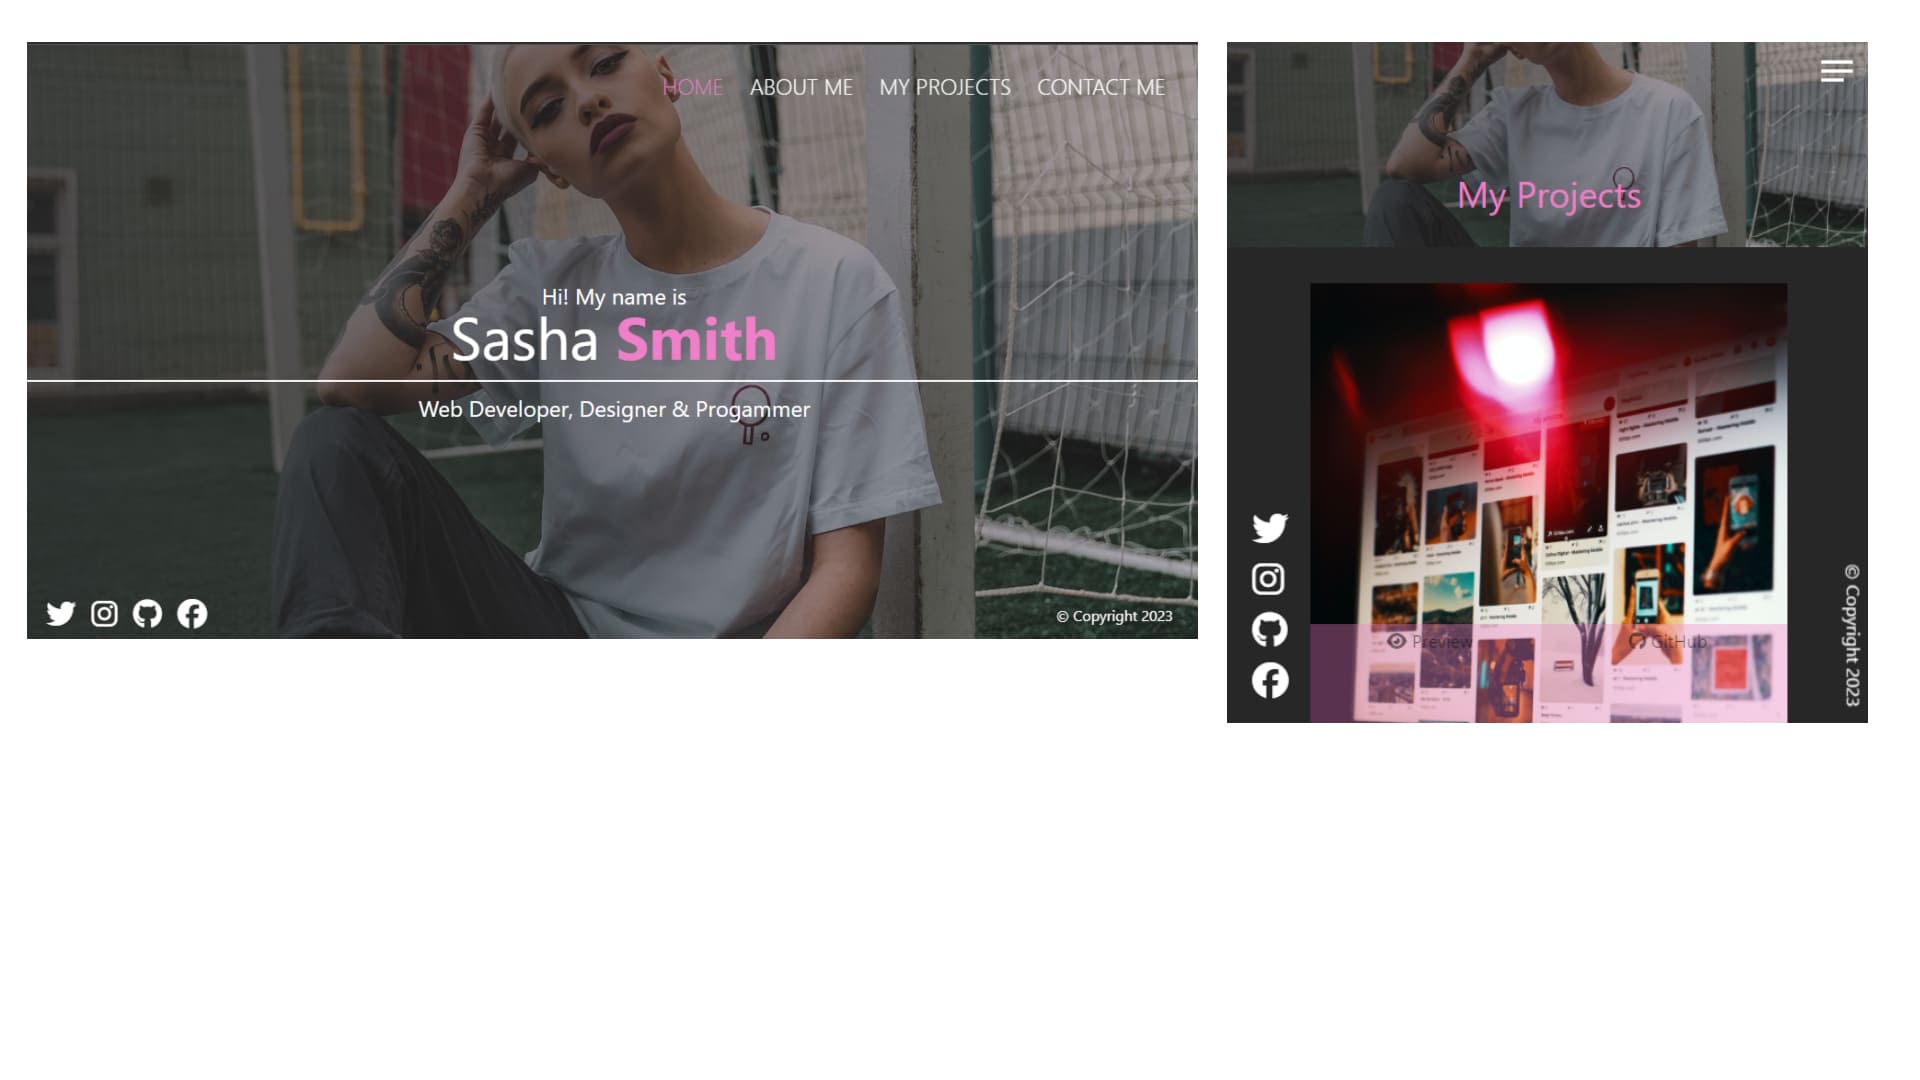 HOME ABOUT ME MY PROJECTS CONTACT ME
Hi! My name is
Sasha Smith
Web Developer, Designer & Progammer
© Copyright 2023
My Projects
Preview GitHub
© Copyright 2023